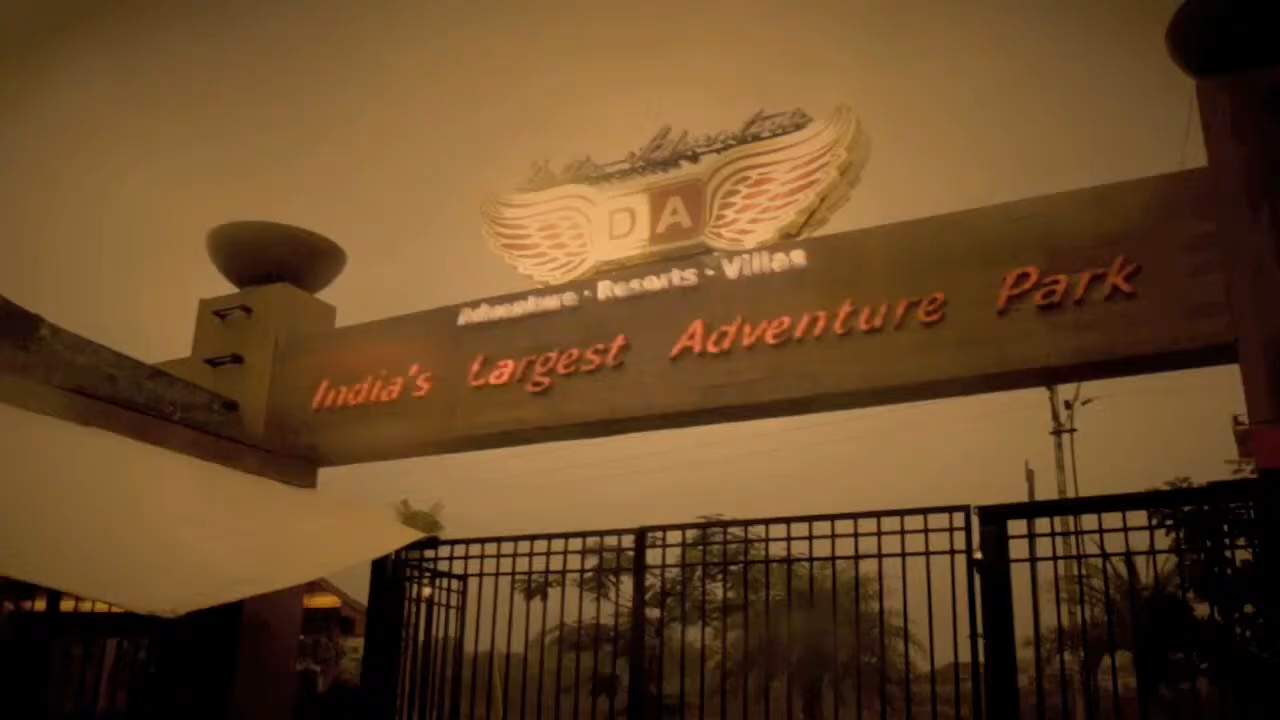 DA
Adventure · Resorts · Villas
India's Largest Adventure Park